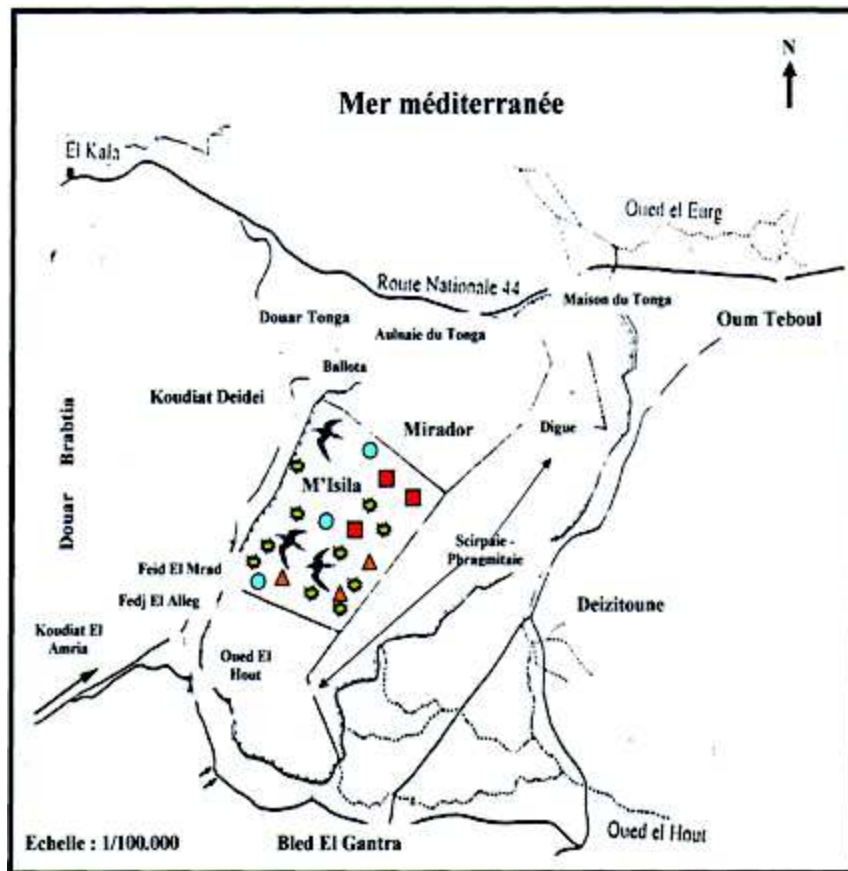 N
Mer méditerranée
El Kala
Oued el Eurg
Route Nationale 44
Maison du Tonga
Douar Tonga
Aulnaie du Tonga
Oum Teboul
Ballota
Koudiat Deidei
Mirador
Digue
Douar Brabtia
M'Isila
Scirpaie -
Phragmitaie
Feid El Mrad
Fedj El Alleg
Deizitoune
Koudiat El
Amria
Oued El
Hout
Oued el Hout
Echelle : 1/100.000
Bled El Gantra